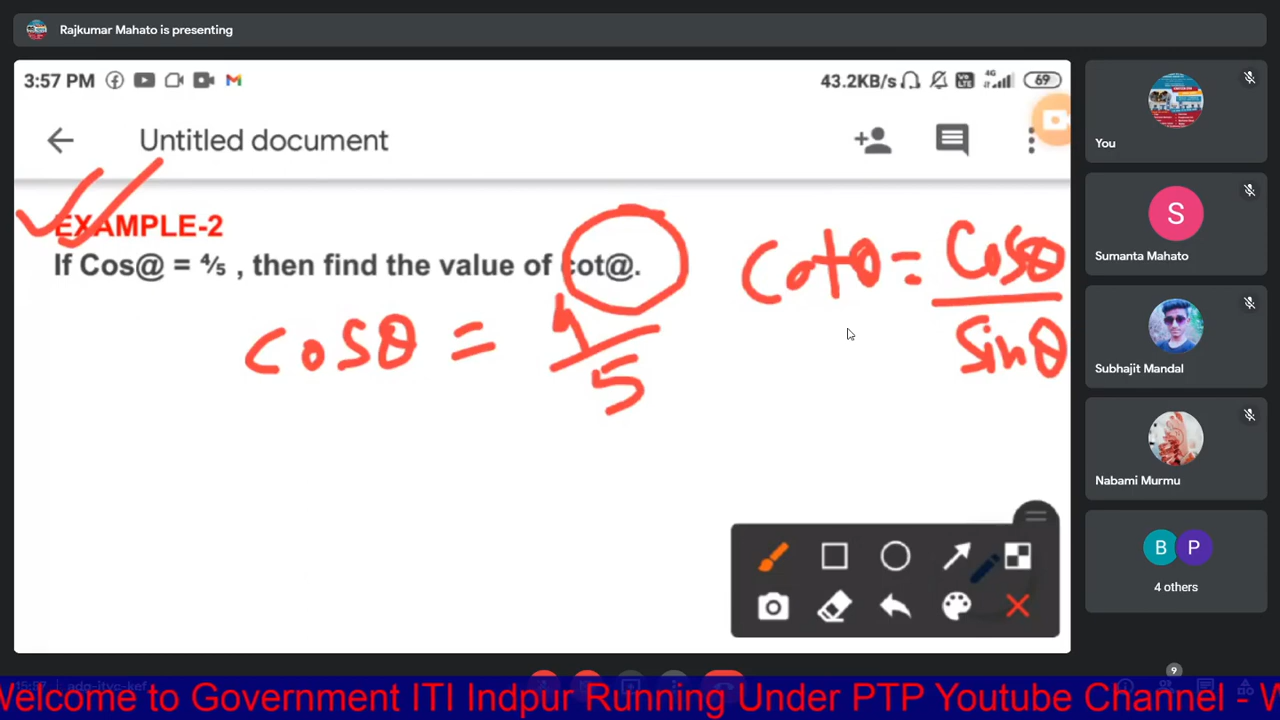 Rajkumar Mahato is presenting
3:57 PM
43.2KB/s
4G
69
Untitled document
EXAMPLE-2
If Cos@ = ⅘ , then find the value of cot@.
cosθ = 4/5
cotθ = cosθ/sinθ
You
S
Sumanta Mahato
Subhajit Mandal
Nabami Murmu
B P
4 others
9
Welcome to Government ITI Indpur Running Under PTP Youtube Channel - W